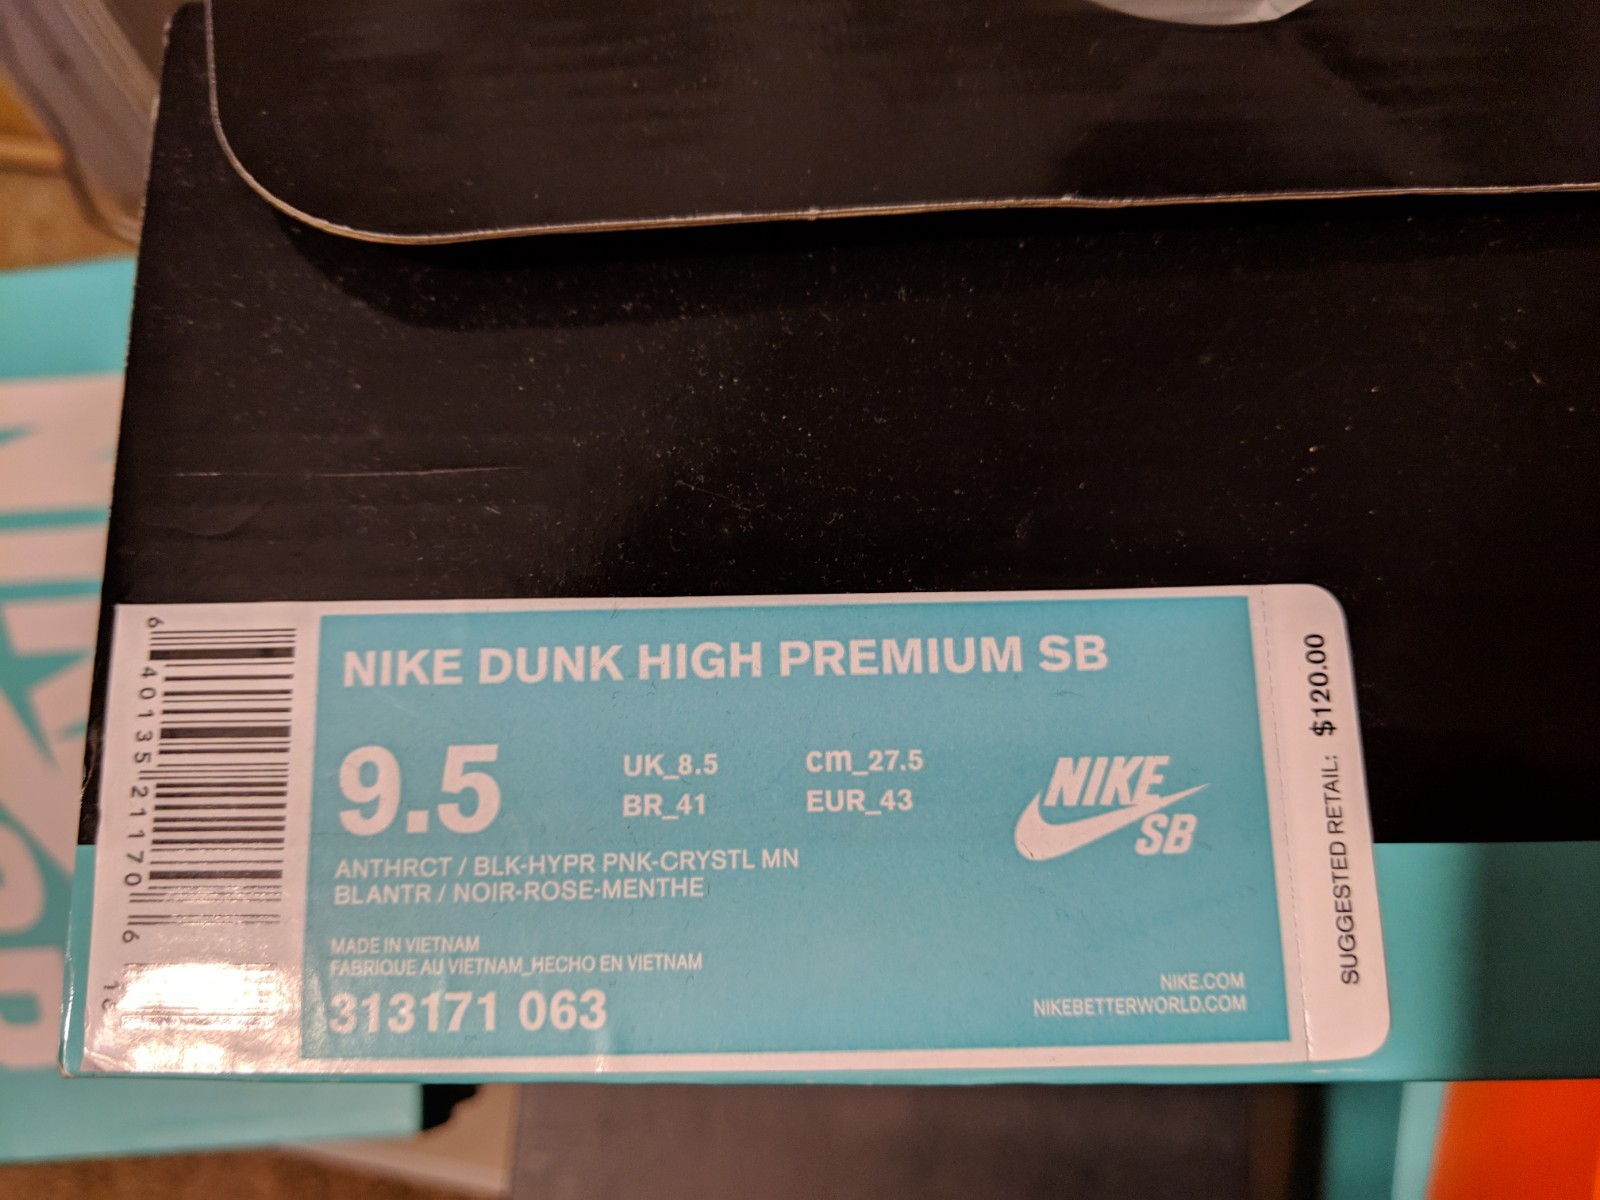 NIKE DUNK HIGH PREMIUM SB
9.5
UK_8.5
cm_27.5
BR_41
EUR_43
NIKE
SB
ANTHRCT / BLK-HYPR PNK-CRYSTL MN
BLANTR / NOIR-ROSE-MENTHE
MADE IN VIETNAM
FABRIQUE AU VIETNAM_HECHO EN VIETNAM
313171 063
NIKE.COM
NIKEBETTERWORLD.COM
SUGGESTED RETAIL: $120.00
6 40135 21170 6